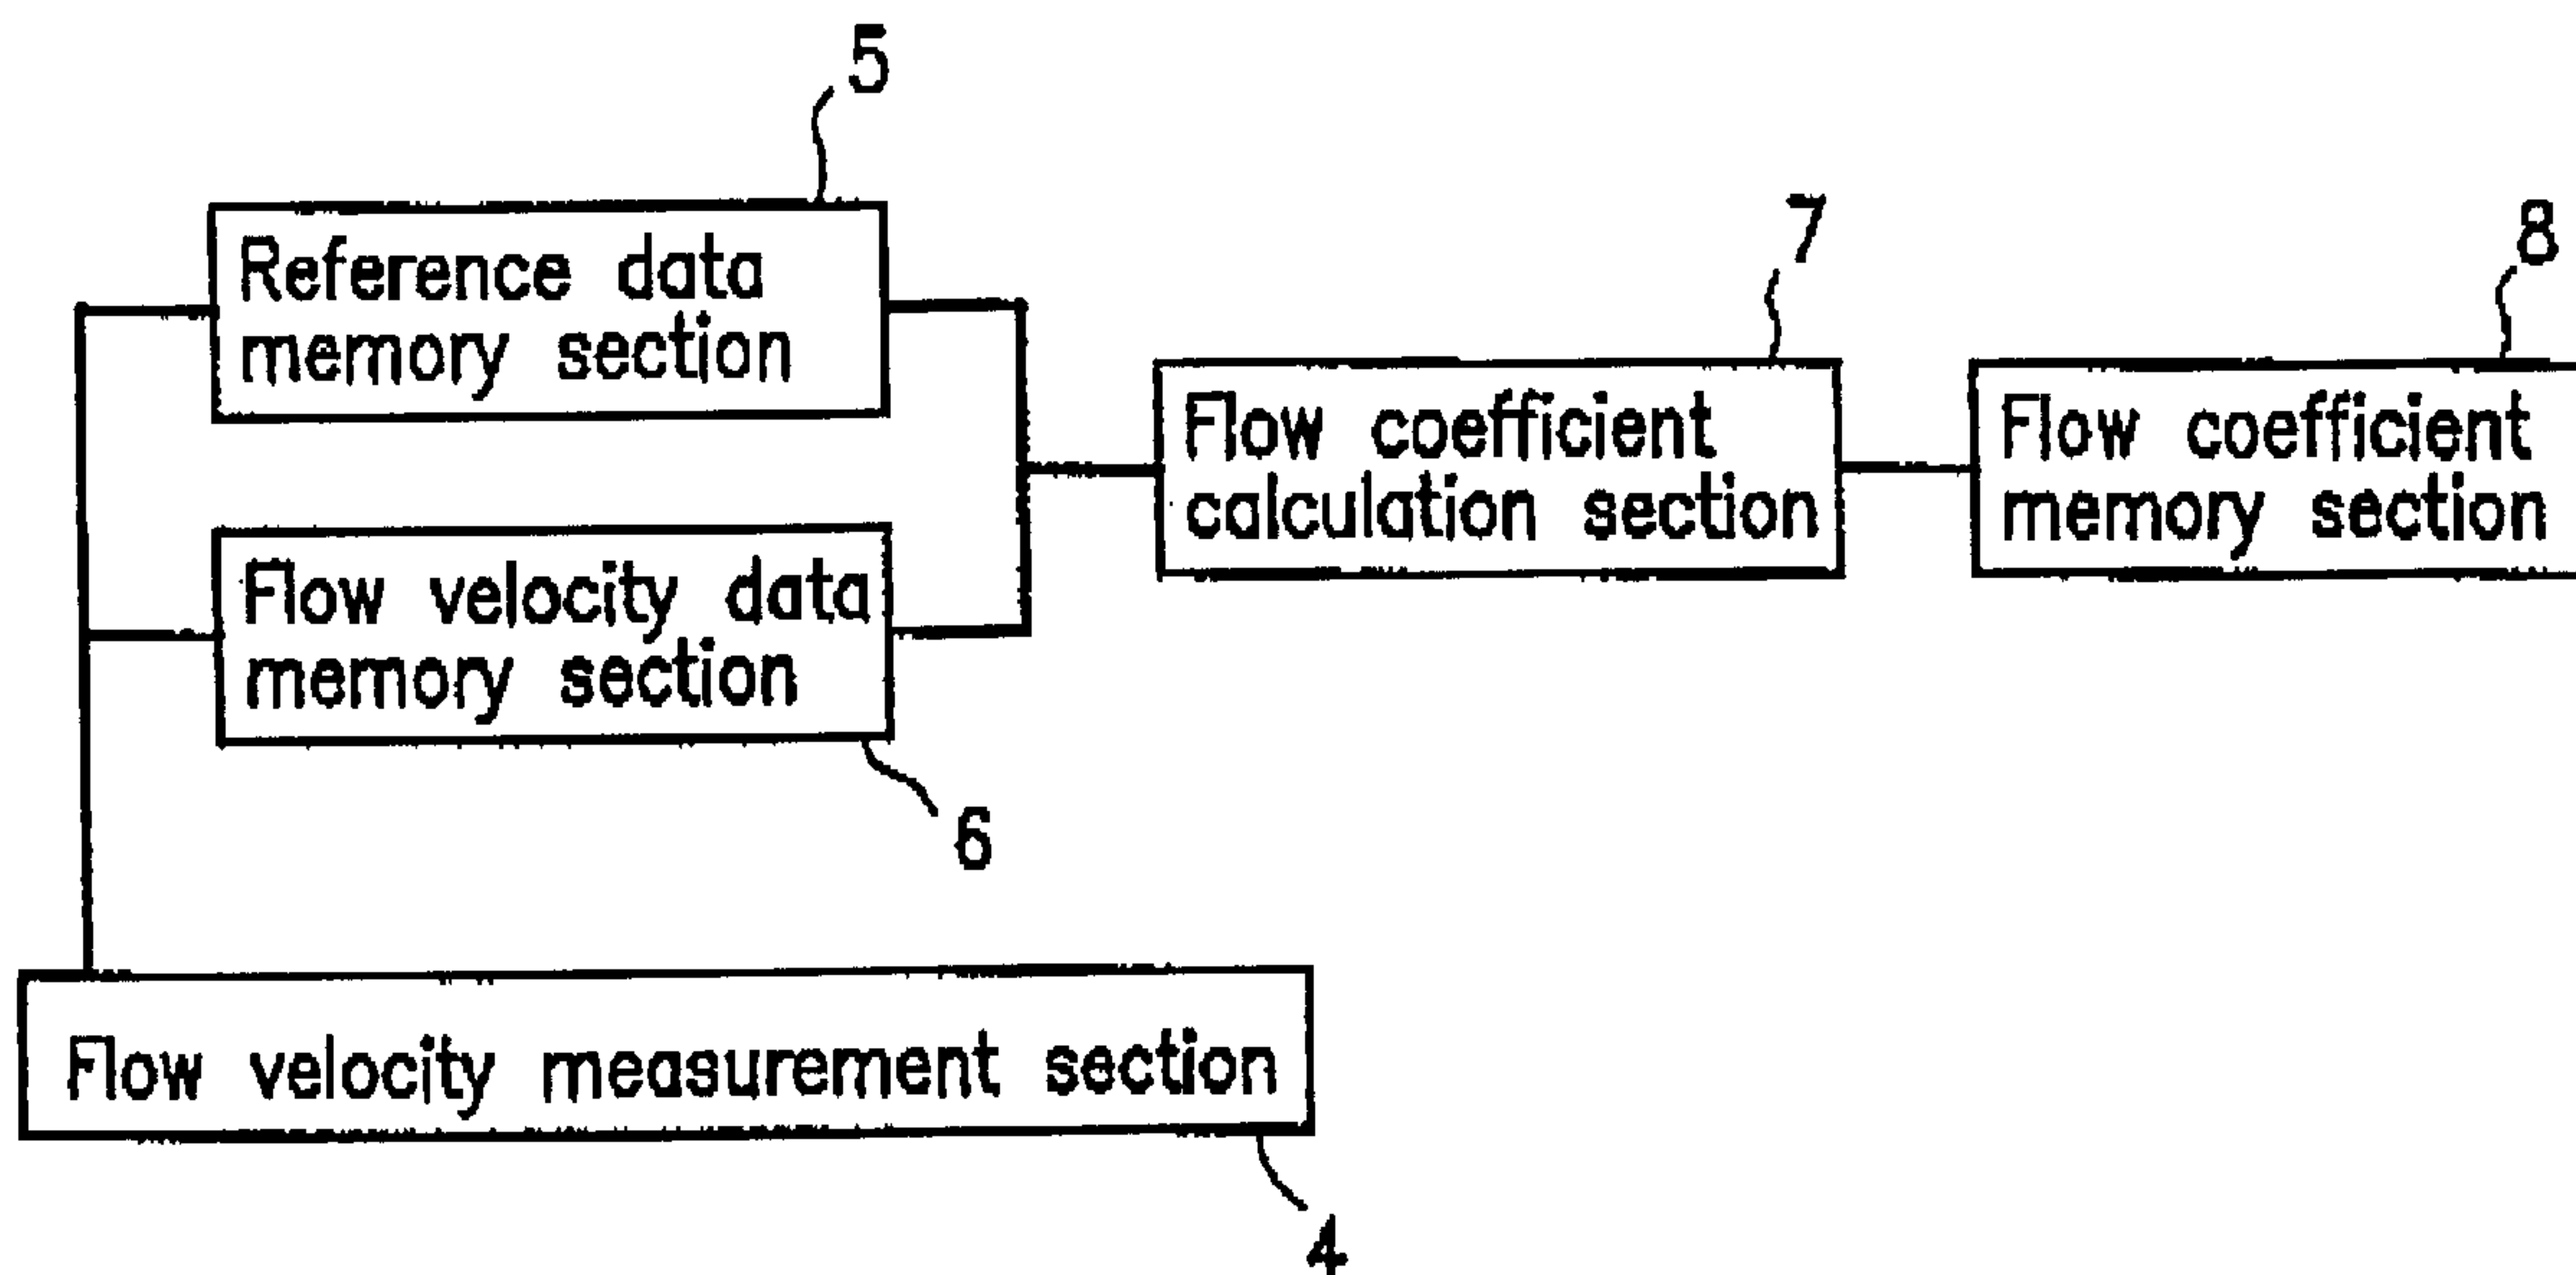 5
Reference data
memory section
7
8
Flow coefficient
calculation section
Flow coefficient
memory section
Flow velocity data
memory section
6
Flow velocity measurement section
4